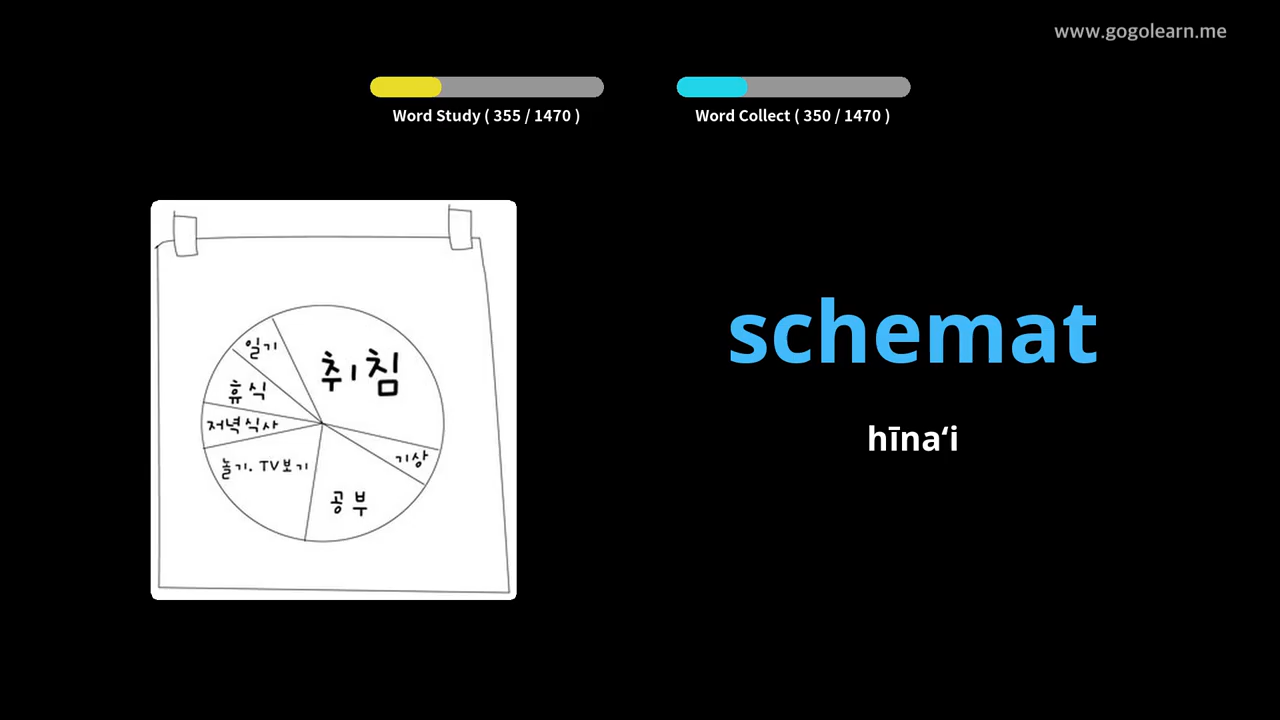 www.gogolearn.me
Word Study ( 355 / 1470 )
Word Collect ( 350 / 1470 )
일기
취침
휴식
저녁식사
놀기. TV보기
기상
공부
schemat
hīnaʻi